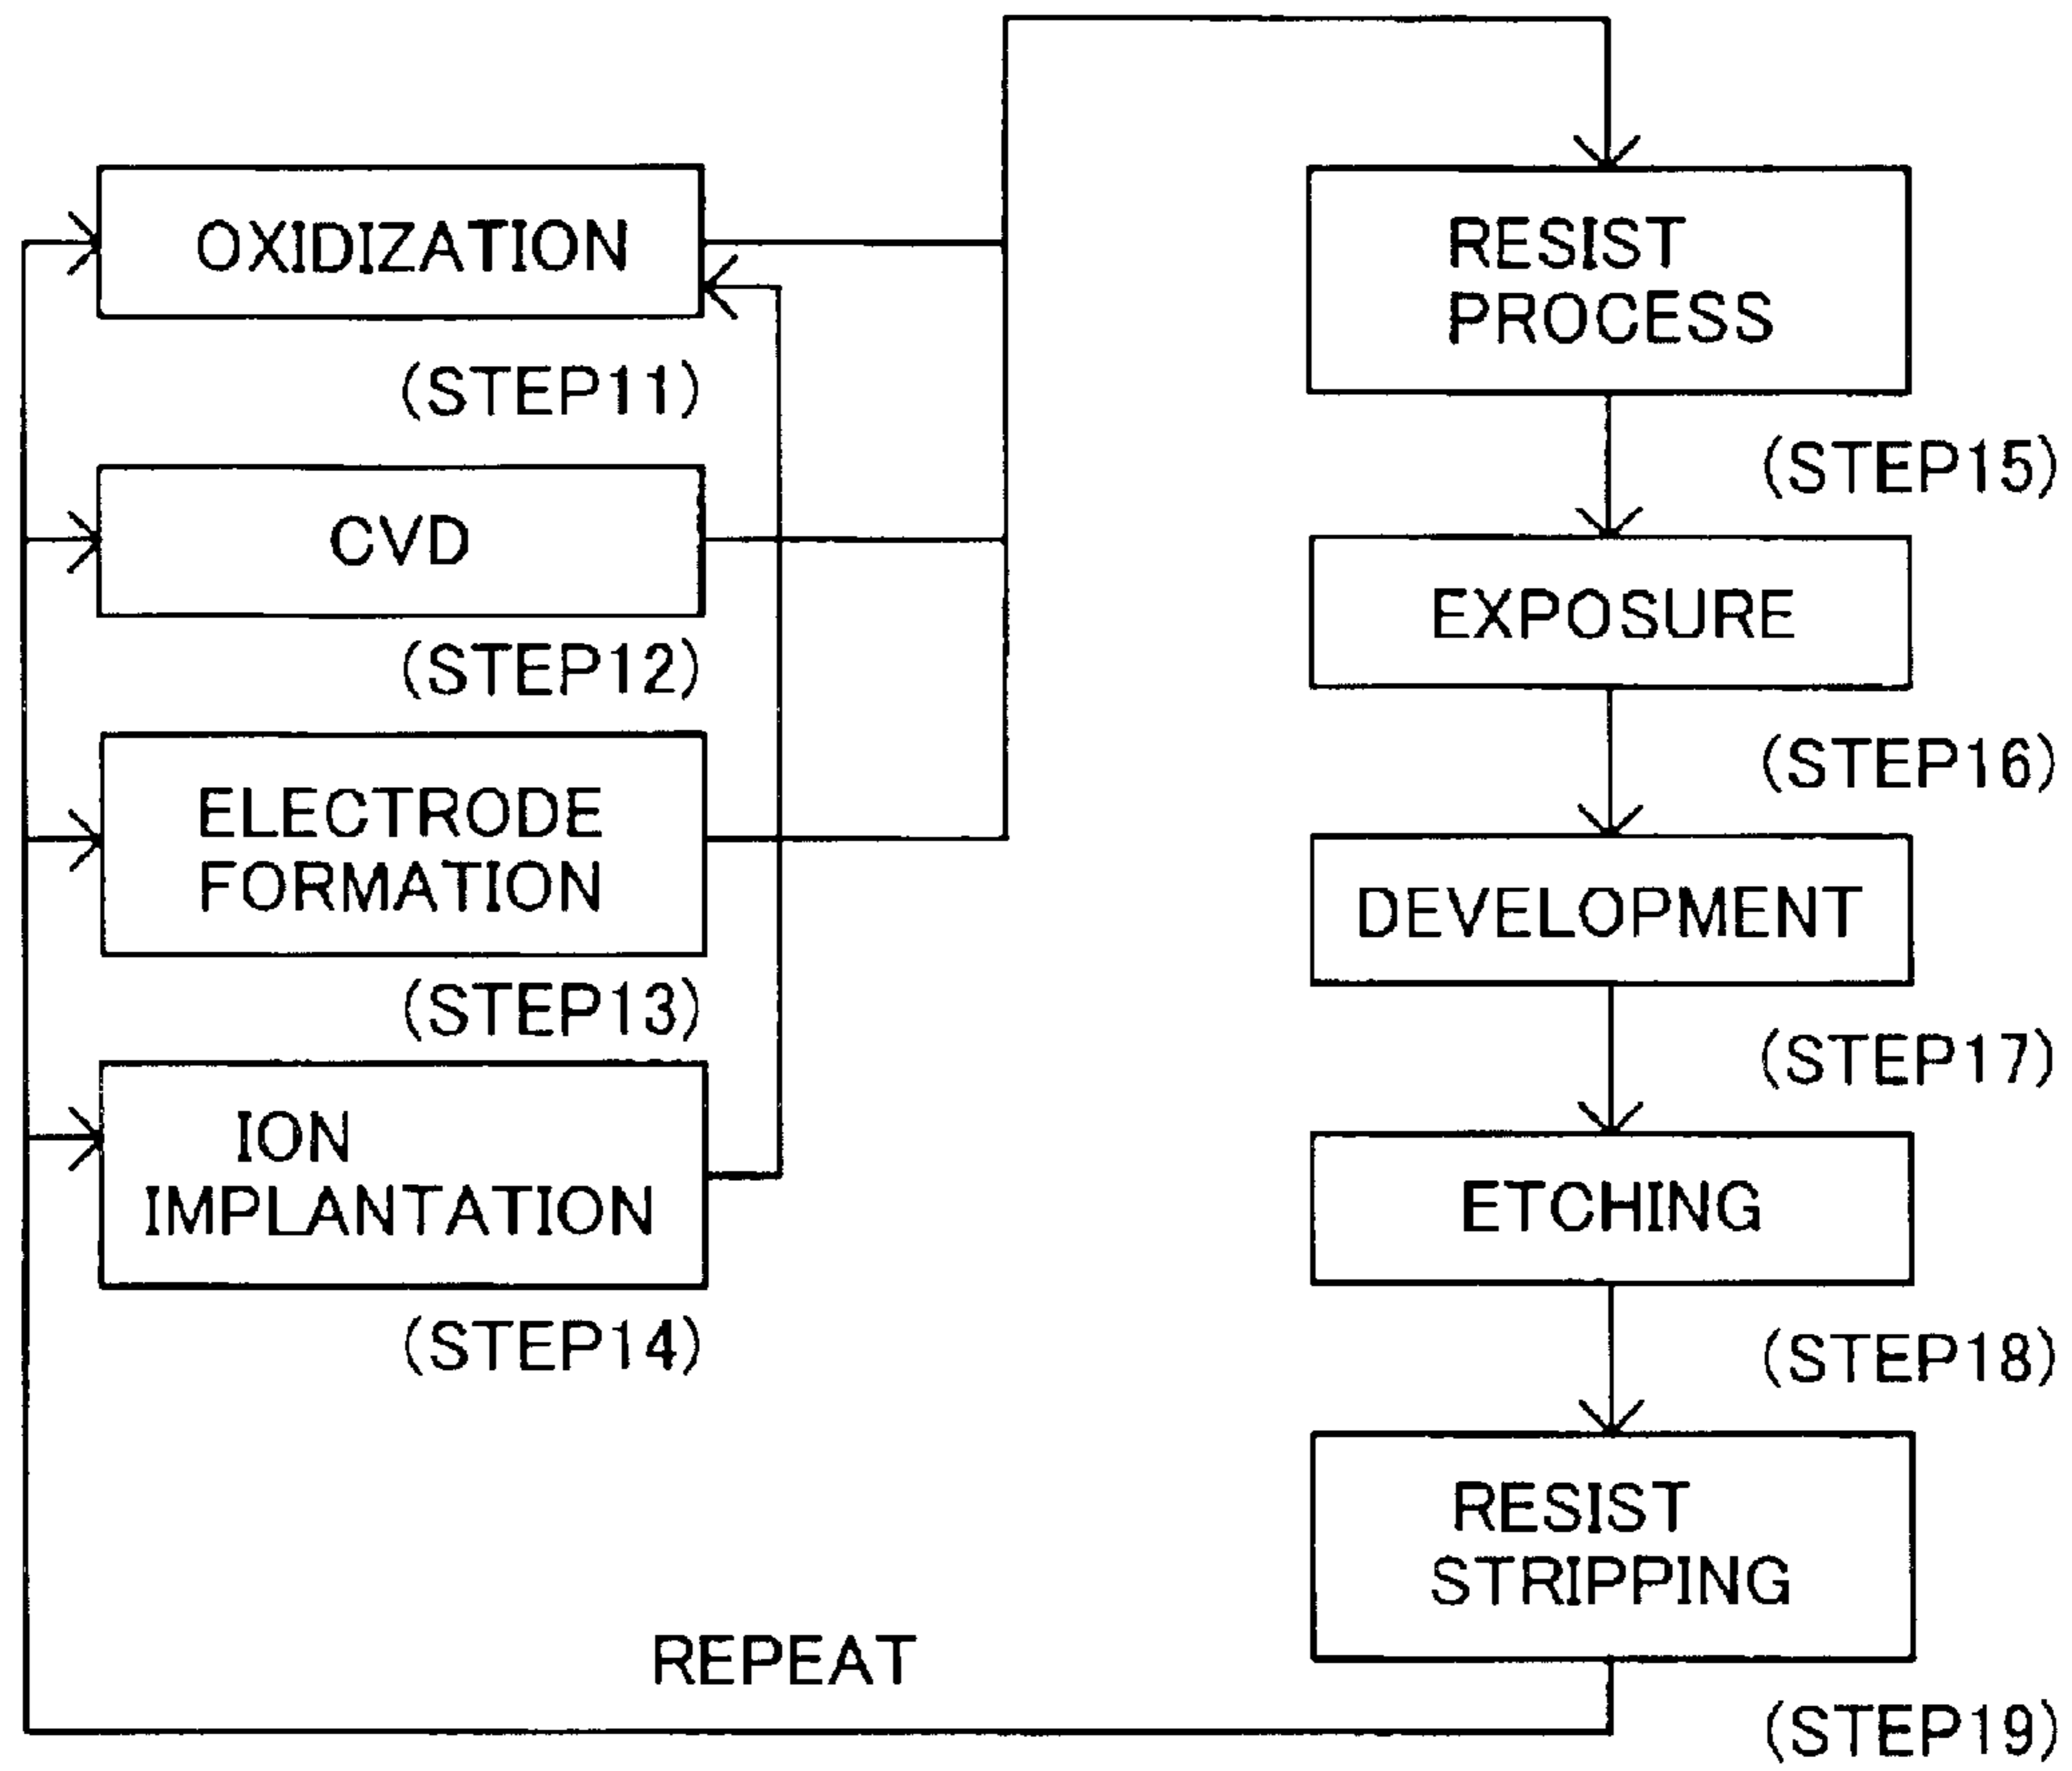 OXIDIZATION
(STEP11)
CVD
(STEP12)
ELECTRODE
FORMATION
(STEP13)
ION
IMPLANTATION
(STEP14)
RESIST
PROCESS
(STEP15)
EXPOSURE
(STEP16)
DEVELOPMENT
(STEP17)
ETCHING
(STEP18)
RESIST
STRIPPING
(STEP19)
REPEAT